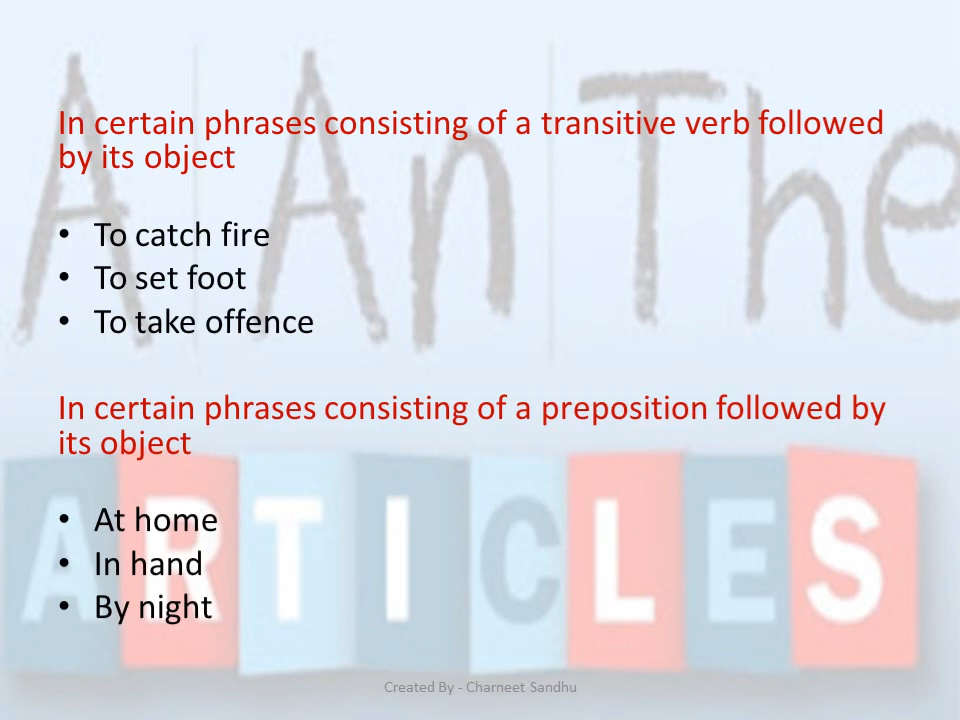 A An The
In certain phrases consisting of a transitive verb followed
by its object
• To catch fire
• To set foot
• To take offence
In certain phrases consisting of a preposition followed by
its object
ARTICLES
• At home
• In hand
• By night
Created By - Charneet Sandhu